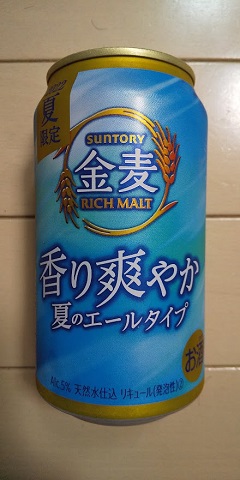 夏
限定
SUNTORY
金麦
RICH MALT
香り爽やか
夏のエールタイプ
お酒
Alc.5% 天然水仕込 リキュール(発泡性)①